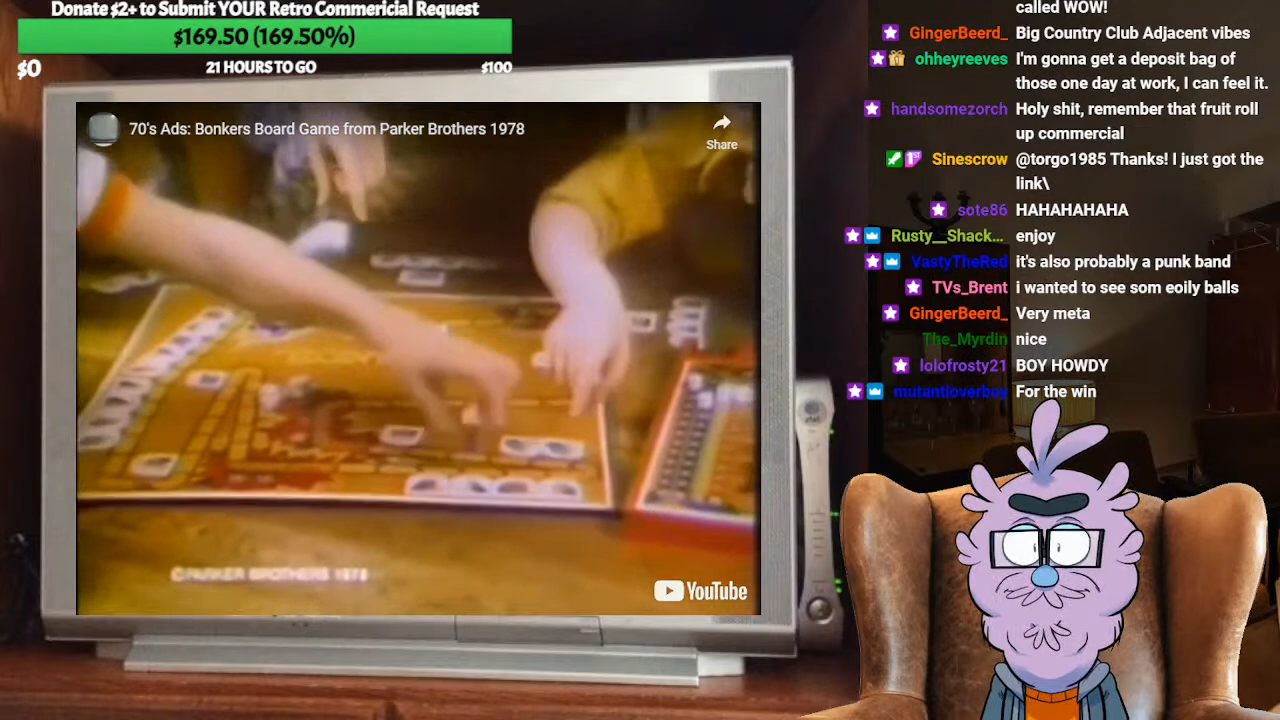 Donate $2+ to Submit YOUR Retro Commericial Request
$169.50 (169.50%)
$0
21 HOURS TO GO
$100
70's Ads: Bonkers Board Game from Parker Brothers 1978
Share
©PARKER BROTHERS 1978
YouTube
called WOW!
GingerBeerd_ Big Country Club Adjacent vibes
ohheyreeves I'm gonna get a deposit bag of
those one day at work, I can feel it.
handsomezorch Holy shit, remember that fruit roll
up commercial
Sinescrow @torgo1985 Thanks! I just got the
link\
sote86 HAHAHAHAHA
Rusty__Shack... enjoy
VastyTheRed it's also probably a punk band
TVs_Brent i wanted to see som eoily balls
GingerBeerd_ Very meta
The_Myrdin nice
lolofrosty21 BOY HOWDY
mutantloverboy For the win